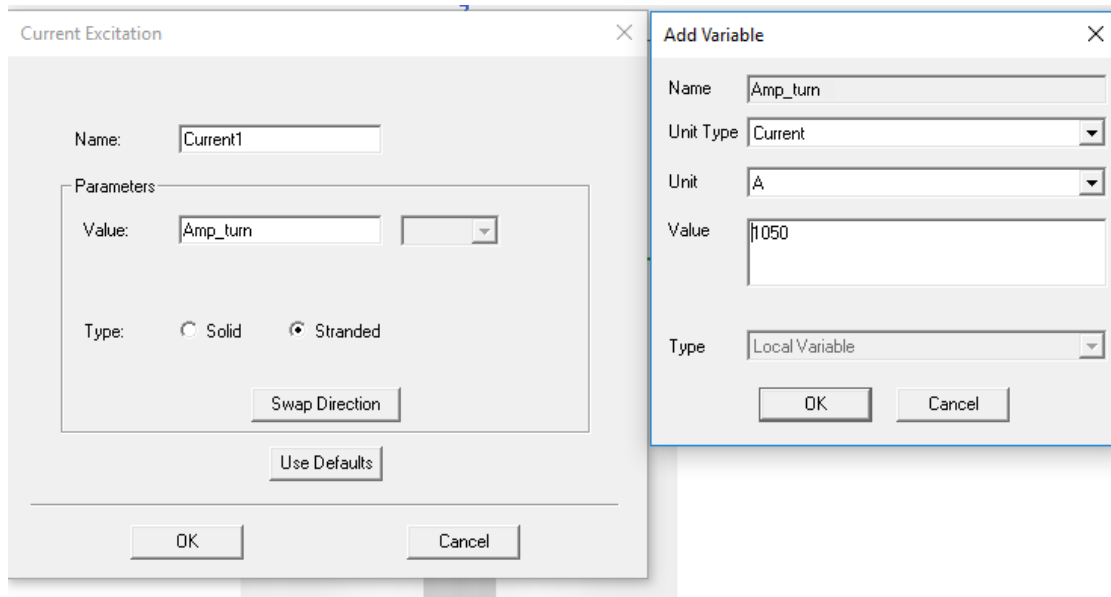 Current Excitation
Name: Current1
Parameters
Value: Amp_turn
Type: Solid Stranded
Swap Direction
Use Defaults
OK Cancel
Add Variable
Name Amp_turn
Unit Type Current
Unit A
Value 1050
Type Local Variable
OK Cancel